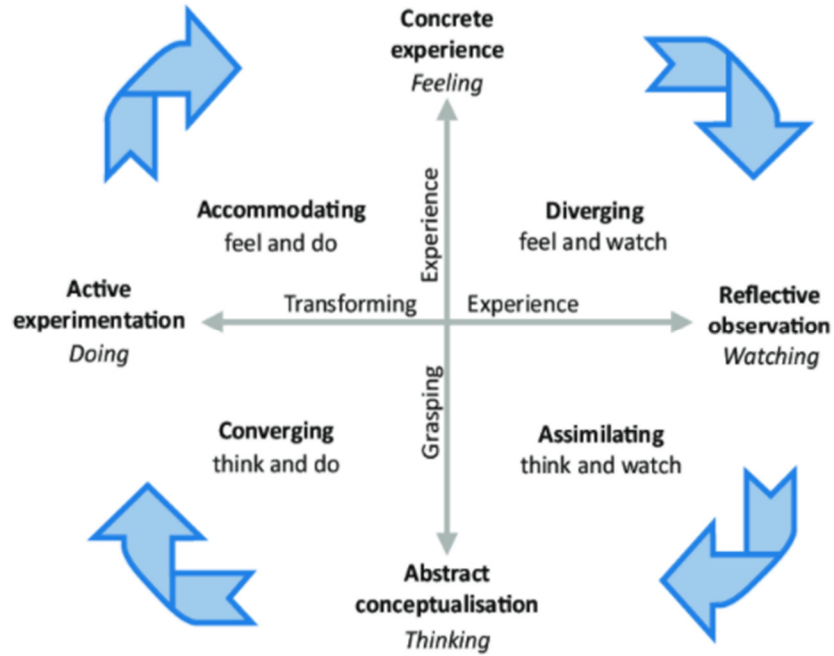 Concrete
experience
Feeling
Accommodating
feel and do
Experience
Diverging
feel and watch
Active
experimentation
Doing
Transforming
Experience
Reflective
observation
Watching
Converging
think and do
Grasping
Assimilating
think and watch
Abstract
conceptualisation
Thinking